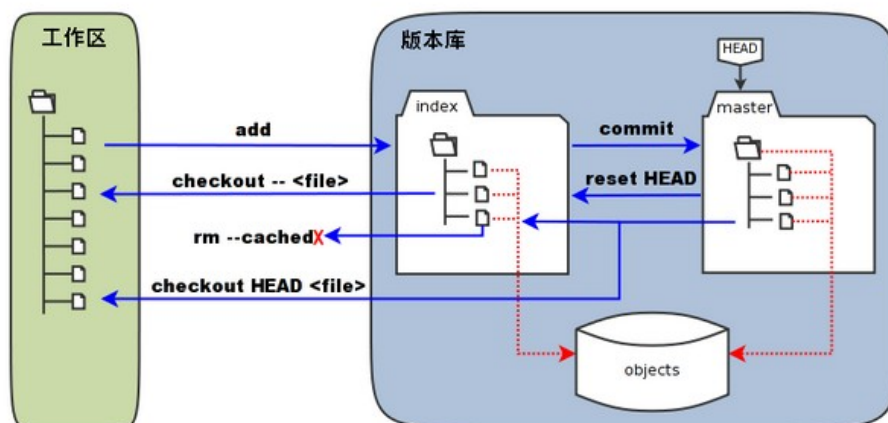 工作区
版本库
HEAD
index
master
add
commit
checkout -- <file>
reset HEAD
rm --cachedX
checkout HEAD <file>
objects